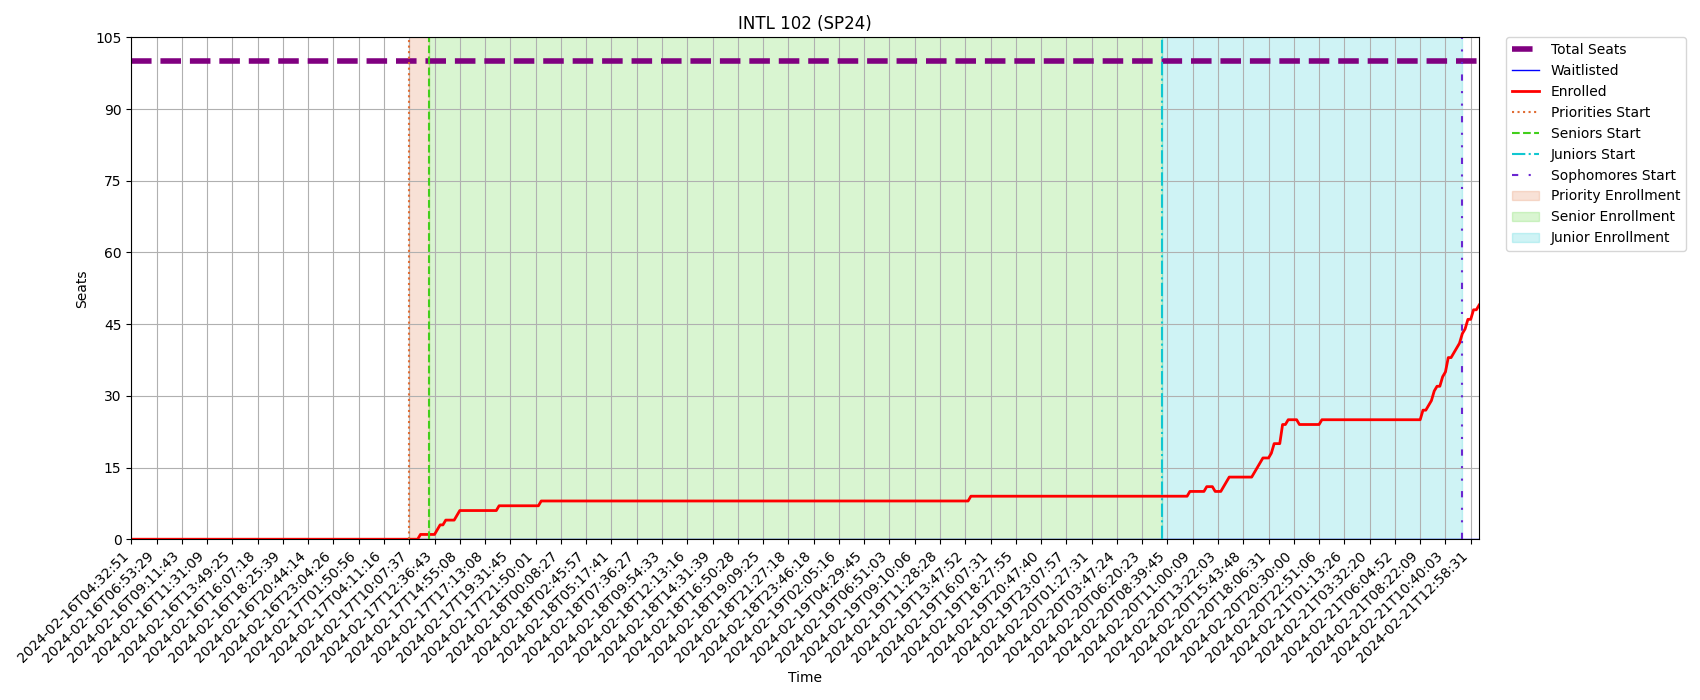 INTL 102 (SP24)
105
90
75
60
45
30
15
0
Seats
Total Seats
Waitlisted
Enrolled
Priorities Start
Seniors Start
Juniors Start
Sophomores Start
Priority Enrollment
Senior Enrollment
Junior Enrollment
2024-02-16T04:32:51
2024-02-16T06:53:29
2024-02-16T09:11:43
2024-02-16T11:31:09
2024-02-16T13:49:25
2024-02-16T16:07:18
2024-02-16T18:25:39
2024-02-16T20:44:14
2024-02-16T23:04:26
2024-02-17T01:50:56
2024-02-17T04:11:16
2024-02-17T10:07:37
2024-02-17T12:36:43
2024-02-17T14:55:08
2024-02-17T17:13:08
2024-02-17T19:31:45
2024-02-17T21:50:01
2024-02-18T00:08:27
2024-02-18T02:45:57
2024-02-18T05:17:41
2024-02-18T07:36:27
2024-02-18T09:54:33
2024-02-18T12:13:16
2024-02-18T14:31:39
2024-02-18T16:50:28
2024-02-18T19:09:25
2024-02-18T21:27:18
2024-02-18T23:46:18
2024-02-19T02:05:16
2024-02-19T04:29:45
2024-02-19T06:51:03
2024-02-19T09:10:06
2024-02-19T11:28:28
2024-02-19T13:47:52
2024-02-19T16:07:31
2024-02-19T18:27:55
2024-02-19T20:47:40
2024-02-19T23:07:57
2024-02-20T01:27:31
2024-02-20T03:47:24
2024-02-20T06:20:23
2024-02-20T08:39:45
2024-02-20T11:00:09
2024-02-20T13:22:03
2024-02-20T15:43:48
2024-02-20T18:06:31
2024-02-20T20:30:00
2024-02-20T22:51:06
2024-02-21T01:13:26
2024-02-21T03:32:20
2024-02-21T06:04:52
2024-02-21T08:22:09
2024-02-21T10:40:03
2024-02-21T12:58:31
Time